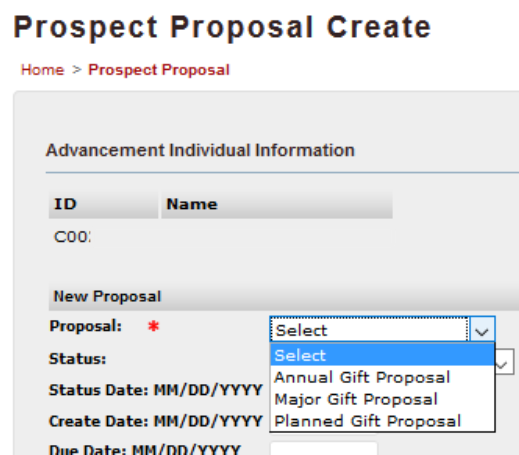 Prospect Proposal Create
Home > Prospect Proposal
Advancement Individual Information
ID Name
C00
New Proposal
Proposal: * Select
Status: Select
Annual Gift Proposal
Status Date: MM/DD/YYYY Major Gift Proposal
Create Date: MM/DD/YYYY Planned Gift Proposal
Due Date: MM/DD/YYYY